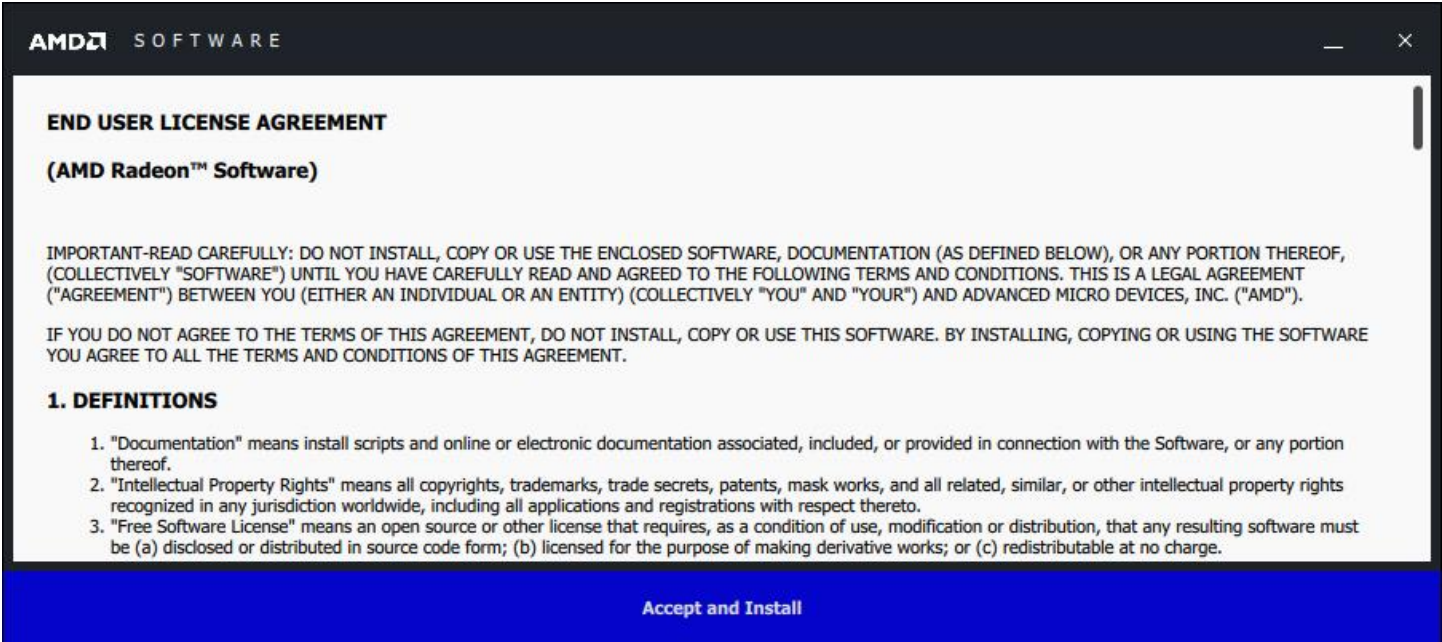 AMD SOFTWARE
END USER LICENSE AGREEMENT
(AMD Radeon™ Software)
IMPORTANT-READ CAREFULLY: DO NOT INSTALL, COPY OR USE THE ENCLOSED SOFTWARE, DOCUMENTATION (AS DEFINED BELOW), OR ANY PORTION THEREOF,
(COLLECTIVELY "SOFTWARE") UNTIL YOU HAVE CAREFULLY READ AND AGREED TO THE FOLLOWING TERMS AND CONDITIONS. THIS IS A LEGAL AGREEMENT
("AGREEMENT") BETWEEN YOU (EITHER AN INDIVIDUAL OR AN ENTITY) (COLLECTIVELY "YOU" AND "YOUR") AND ADVANCED MICRO DEVICES, INC. ("AMD").
IF YOU DO NOT AGREE TO THE TERMS OF THIS AGREEMENT, DO NOT INSTALL, COPY OR USE THIS SOFTWARE. BY INSTALLING, COPYING OR USING THE SOFTWARE
YOU AGREE TO ALL THE TERMS AND CONDITIONS OF THIS AGREEMENT.
1. DEFINITIONS
1. "Documentation" means install scripts and online or electronic documentation associated, included, or provided in connection with the Software, or any portion
thereof.
2. "Intellectual Property Rights" means all copyrights, trademarks, trade secrets, patents, mask works, and all related, similar, or other intellectual property rights
recognized in any jurisdiction worldwide, including all applications and registrations with respect thereto.
3. "Free Software License" means an open source or other license that requires, as a condition of use, modification or distribution, that any resulting software must
be (a) disclosed or distributed in source code form; (b) licensed for the purpose of making derivative works; or (c) redistributable at no charge.
Accept and Install